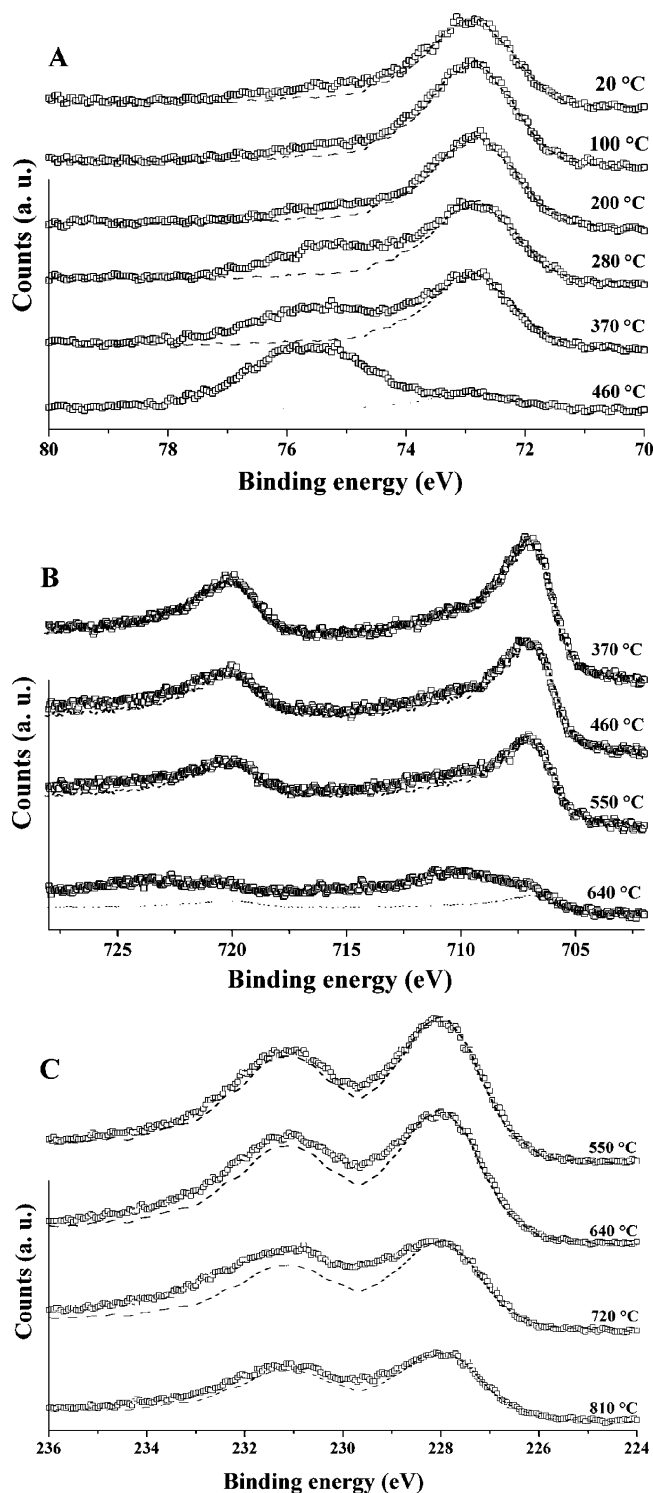 A
20 °C
100 °C
200 °C
280 °C
370 °C
460 °C
Counts (a. u.)
80 78 76 74 72 70
Binding energy (eV)
B
370 °C
460 °C
550 °C
640 °C
Counts (a. u.)
725 720 715 710 705
Binding energy (eV)
C
550 °C
640 °C
720 °C
810 °C
Counts (a. u.)
236 234 232 230 228 226 224
Binding energy (eV)